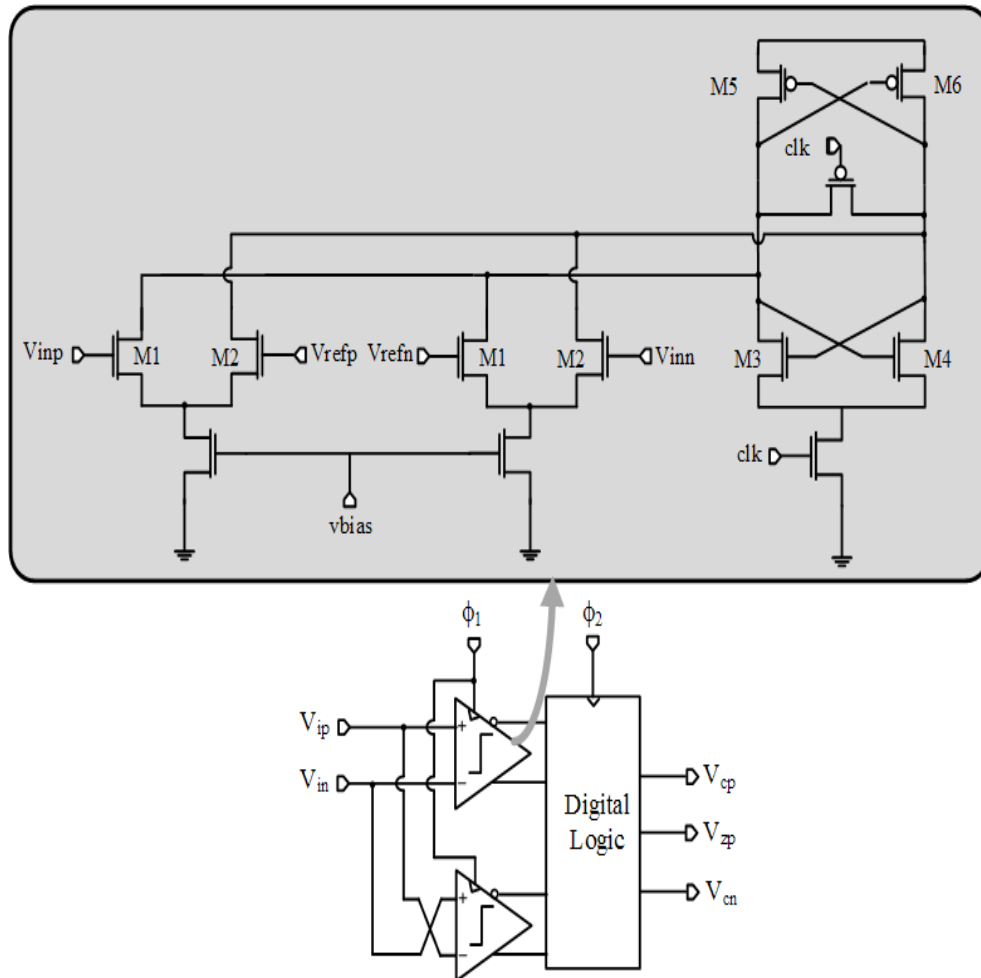 M5
M6
clk
Vinp
M1
M2
Vrefp
Vrefn
M1
M2
Vinn
M3
M4
clk
vbias
ϕ1
ϕ2
Vip
+
−
Vin
Digital
Logic
Vcp
Vzp
Vcn
+
−